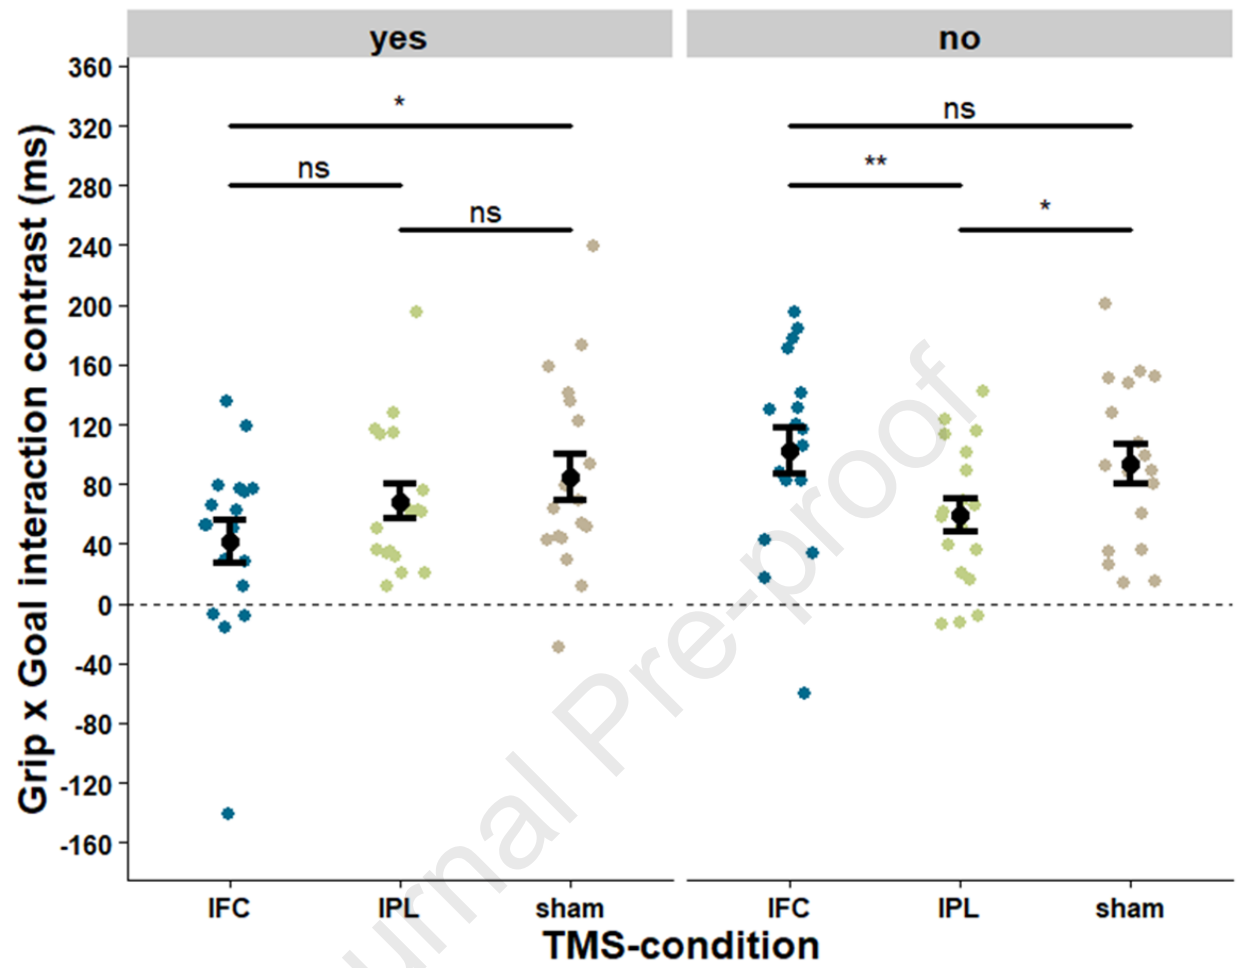 yes
no
Grip x Goal interaction contrast (ms)
360
320
280
240
200
160
120
80
40
0
-40
-80
-120
-160
*
ns
ns
ns
**
*
IFC
IPL
sham
IFC
IPL
sham
TMS-condition
urnal Pre-proof